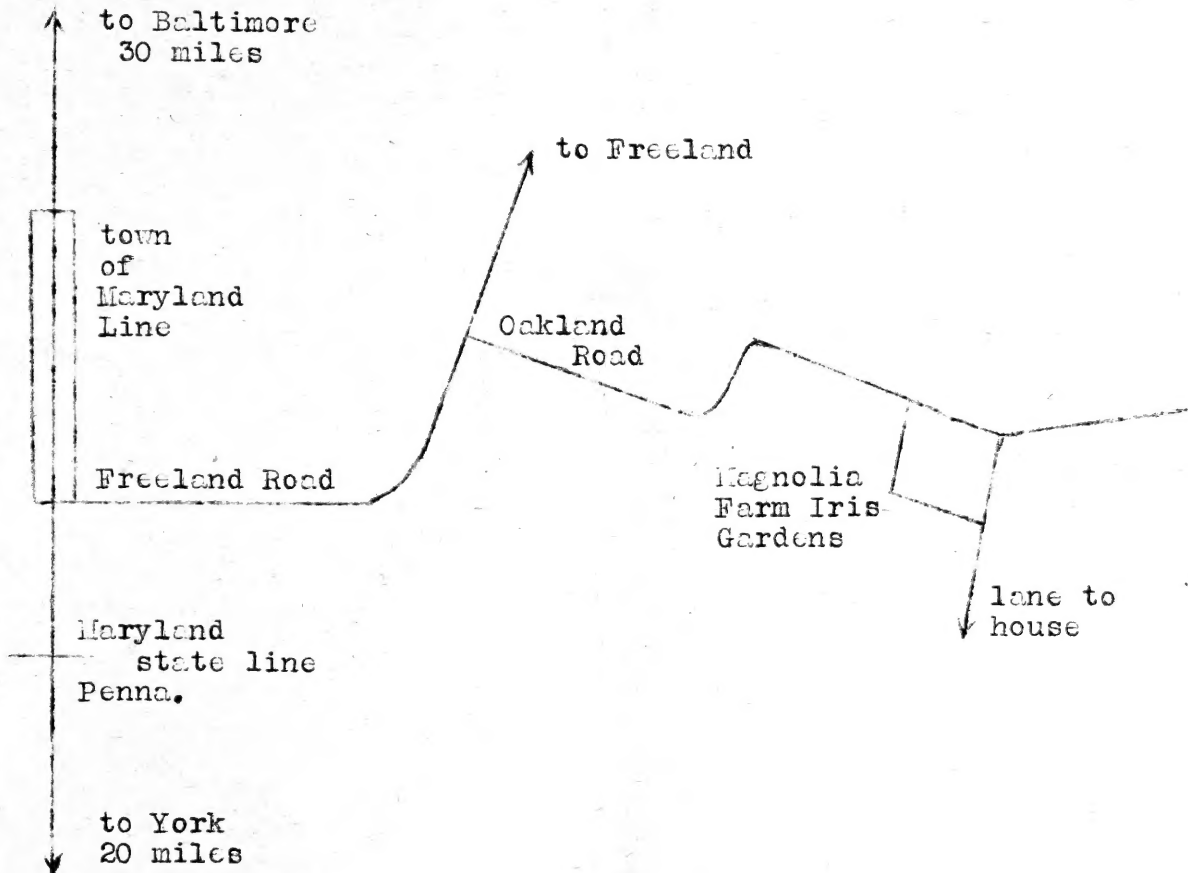 to Baltimore
30 miles
to Freeland
town
of
Maryland
Line
Oakland
Road
Freeland Road
Magnolia
Farm Iris
Gardens
lane to
house
Maryland
state line
Penna.
to York
20 miles